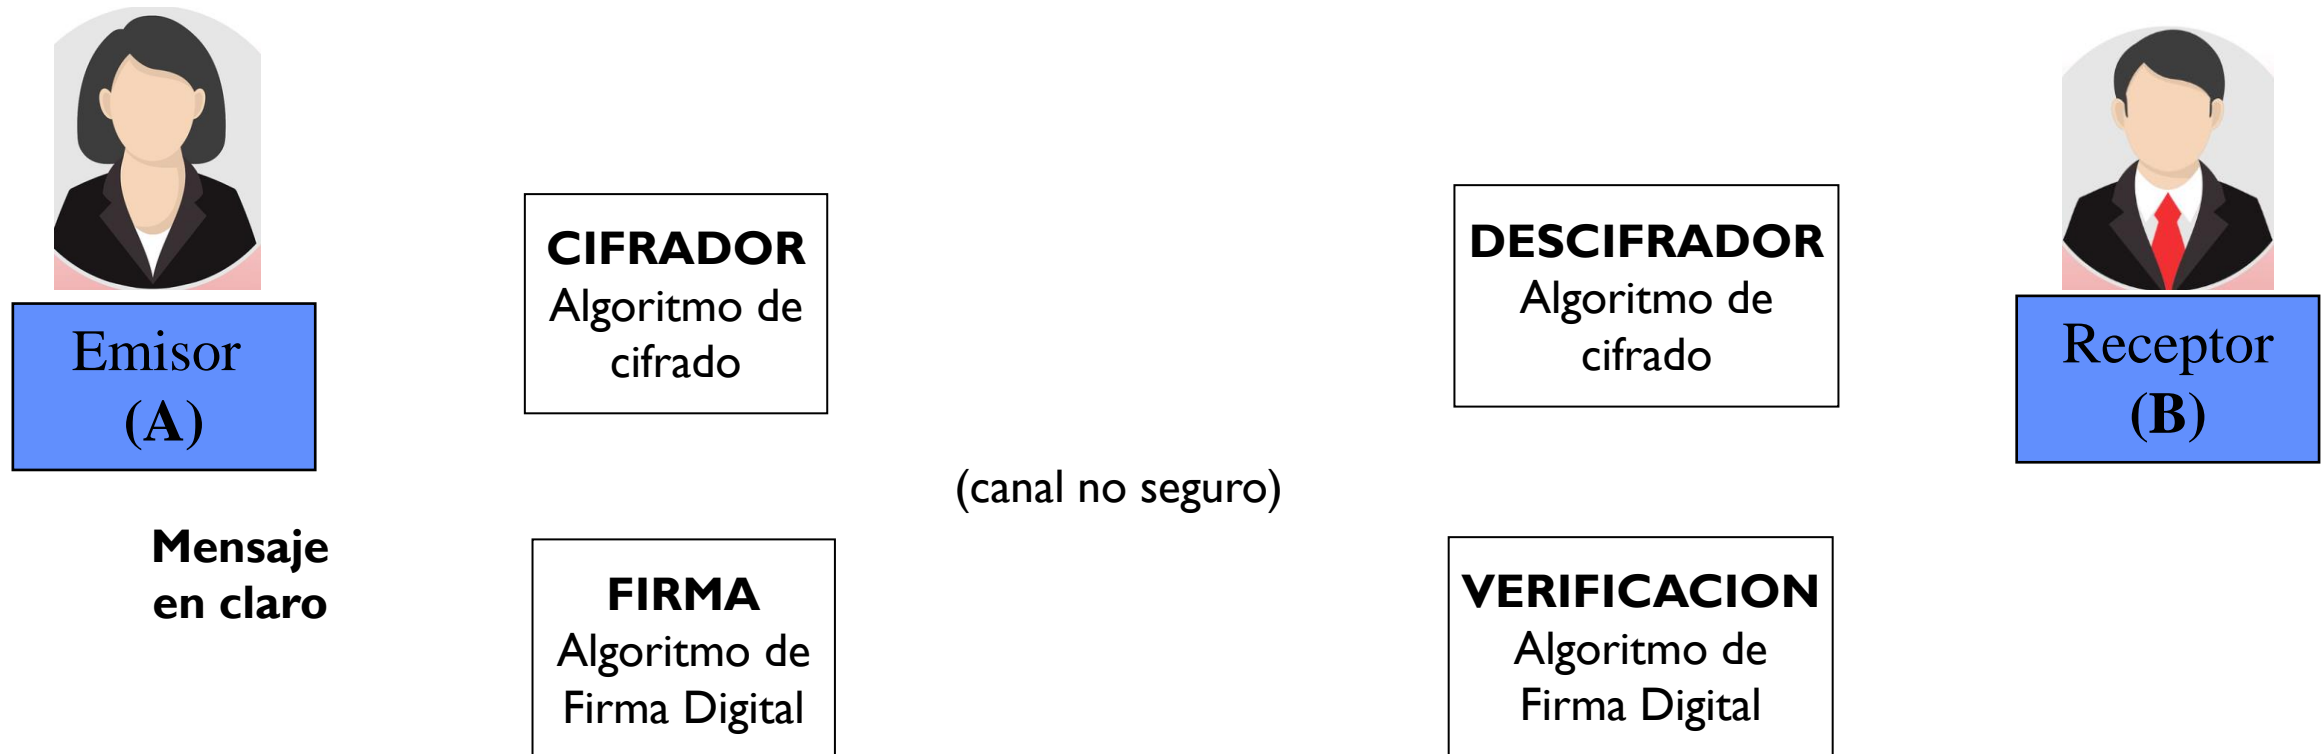 Emisor
(A)
Mensaje
en claro
CIFRADOR
Algoritmo de
cifrado
FIRMA
Algoritmo de
Firma Digital
(canal no seguro)
DESCIFRADOR
Algoritmo de
cifrado
VERIFICACION
Algoritmo de
Firma Digital
Receptor
(B)